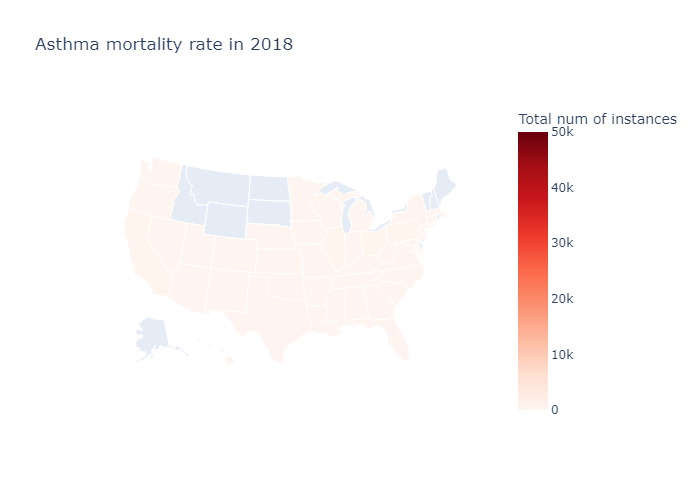 Asthma mortality rate in 2018
Total num of instances
50k
40k
30k
20k
10k
0